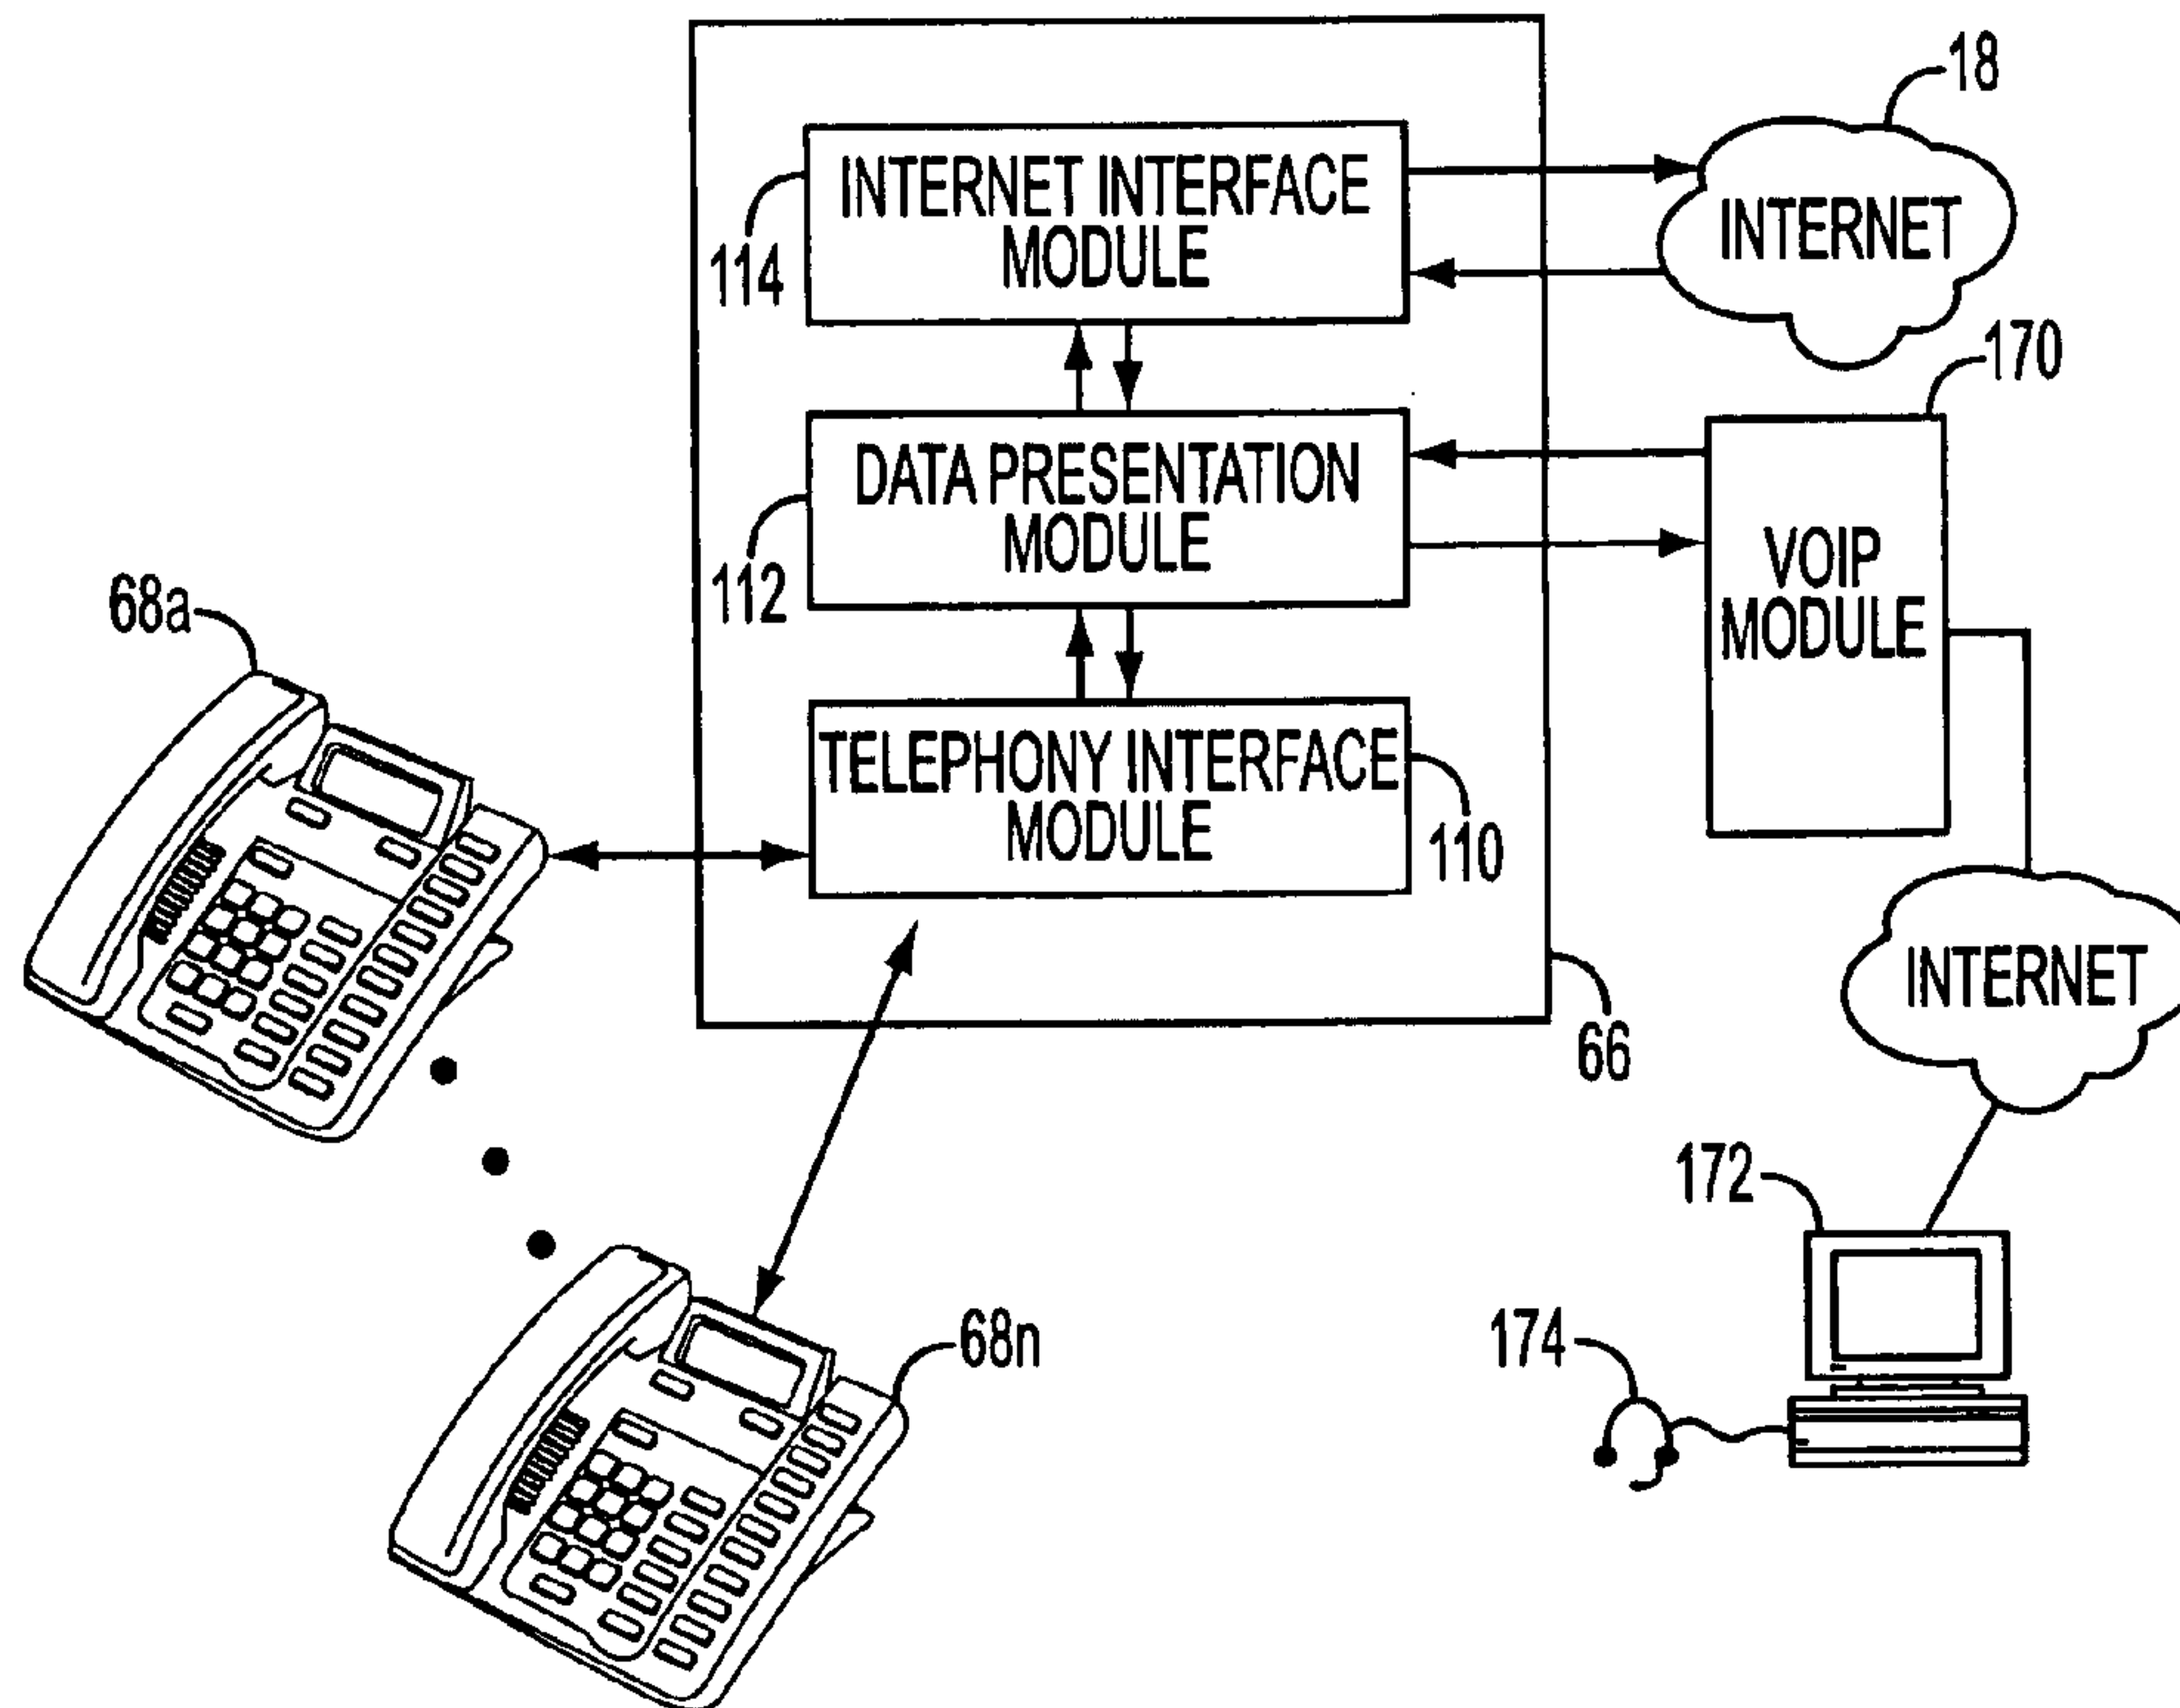 18
INTERNET INTERFACE
MODULE
114
INTERNET
170
DATA PRESENTATION
MODULE
112
VOIP
MODULE
68a
TELEPHONY INTERFACE
MODULE
110
INTERNET
66
172
174
68n